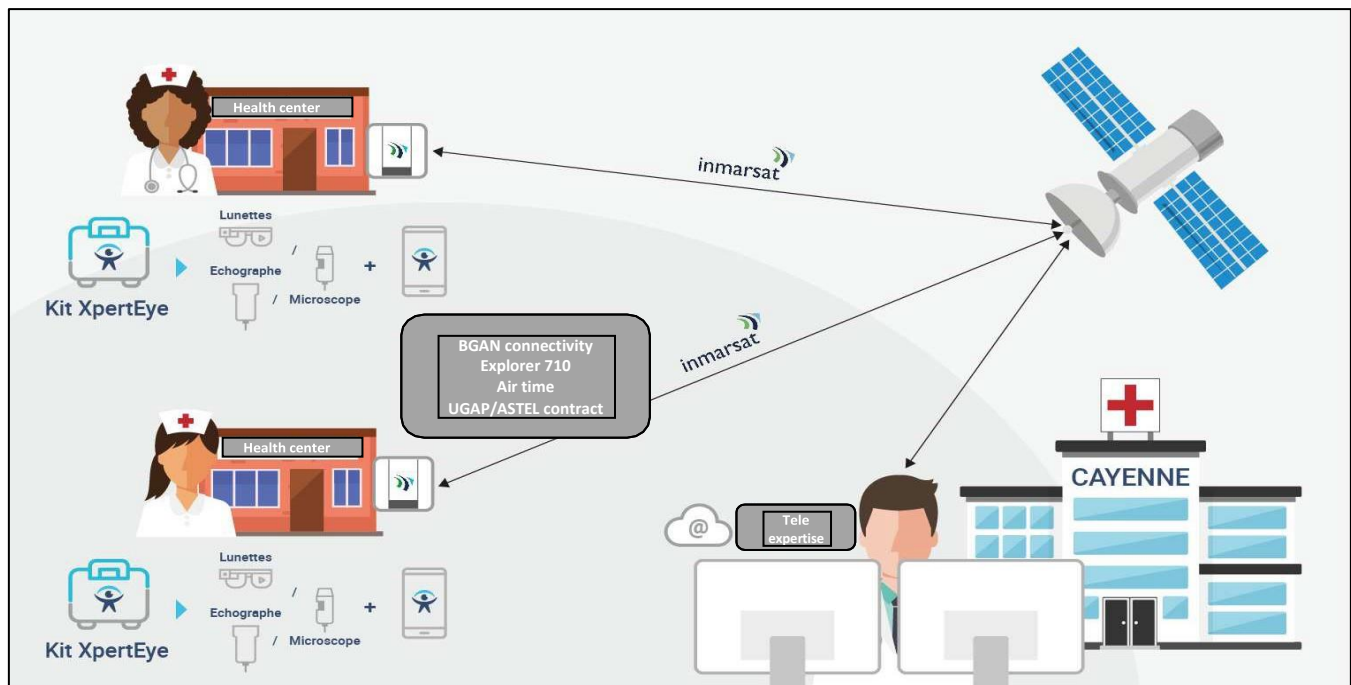 Health center
inmarsat
Lunettes
/
Echographe
/ Microscope
+
Kit XpertEye
BGAN connectivity
Explorer 710
Air time
UGAP/ASTEL contract
inmarsat
Health center
CAYENNE
@
Tele
expertise
Lunettes
/
Echographe
/ Microscope
+
Kit XpertEye